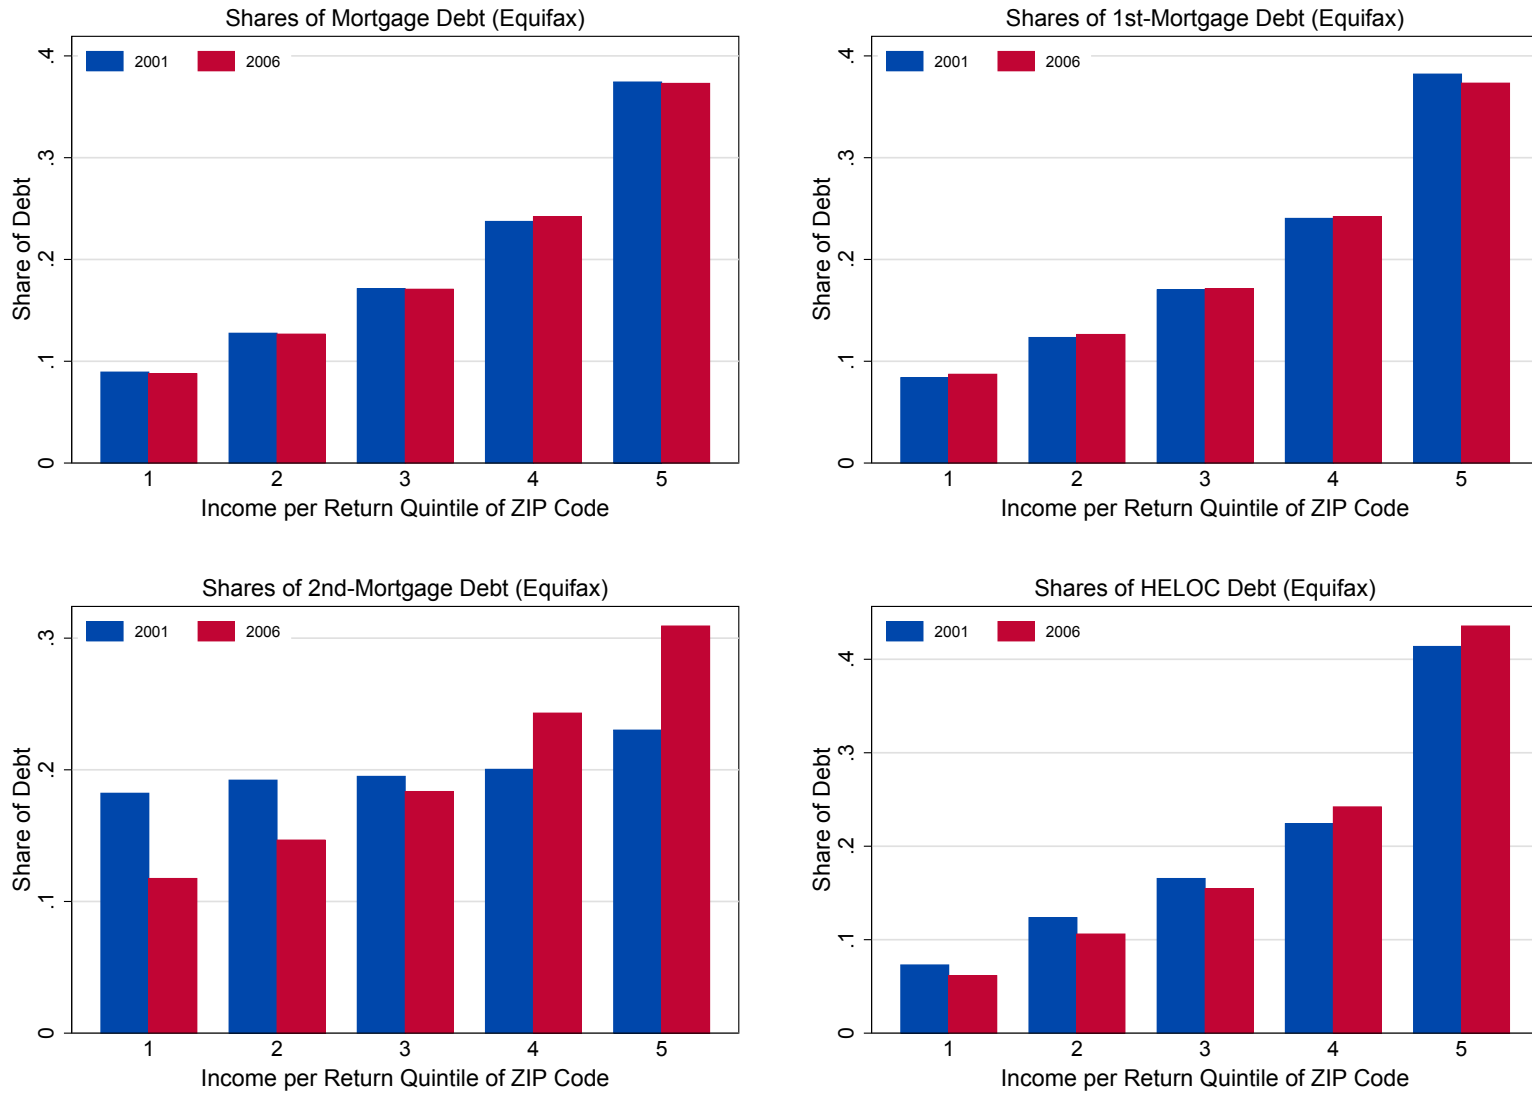 Shares of Mortgage Debt (Equifax)
2001 2006
Share of Debt
0 .1 .2 .3 .4
1 2 3 4 5
Income per Return Quintile of ZIP Code
Shares of 1st-Mortgage Debt (Equifax)
2001 2006
Share of Debt
0 .1 .2 .3 .4
1 2 3 4 5
Income per Return Quintile of ZIP Code
Shares of 2nd-Mortgage Debt (Equifax)
2001 2006
Share of Debt
0 .1 .2 .3
1 2 3 4 5
Income per Return Quintile of ZIP Code
Shares of HELOC Debt (Equifax)
2001 2006
Share of Debt
0 .1 .2 .3 .4
1 2 3 4 5
Income per Return Quintile of ZIP Code